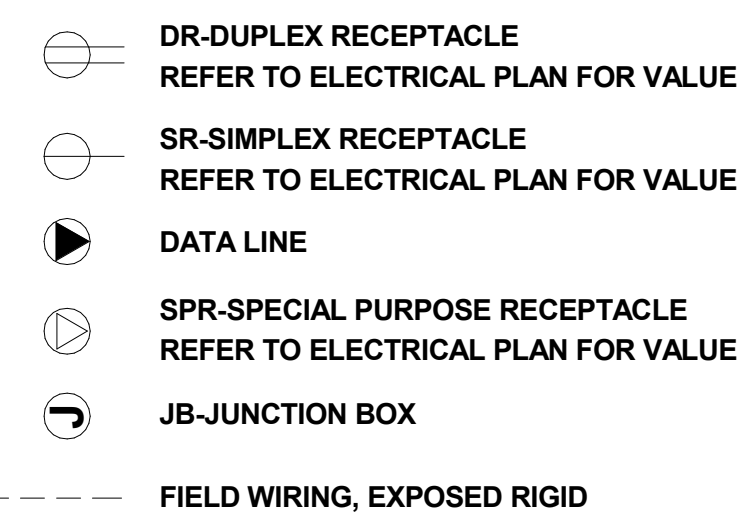 DR-DUPLEX RECEPTACLE
REFER TO ELECTRICAL PLAN FOR VALUE
SR-SIMPLEX RECEPTACLE
REFER TO ELECTRICAL PLAN FOR VALUE
DATA LINE
SPR-SPECIAL PURPOSE RECEPTACLE
REFER TO ELECTRICAL PLAN FOR VALUE
J
JB-JUNCTION BOX
FIELD WIRING, EXPOSED RIGID